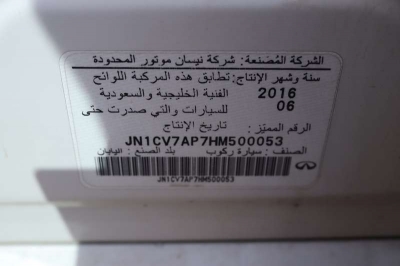 الشركة المُصنعة: شركة نيسان موتور المحدودة
سنة وشهر الإنتاج: تطابق هذه المركبة اللوائح
2016 الفنية الخليجية والسعودية
06 للسيارات والتي صدرت حتى
تاريخ الإنتاج
الرقم المميّز:
JN1CV7AP7HM500053
الصنف: سيارة ركوب بلد الصنع: اليابان
JN1CV7AP7HM500053